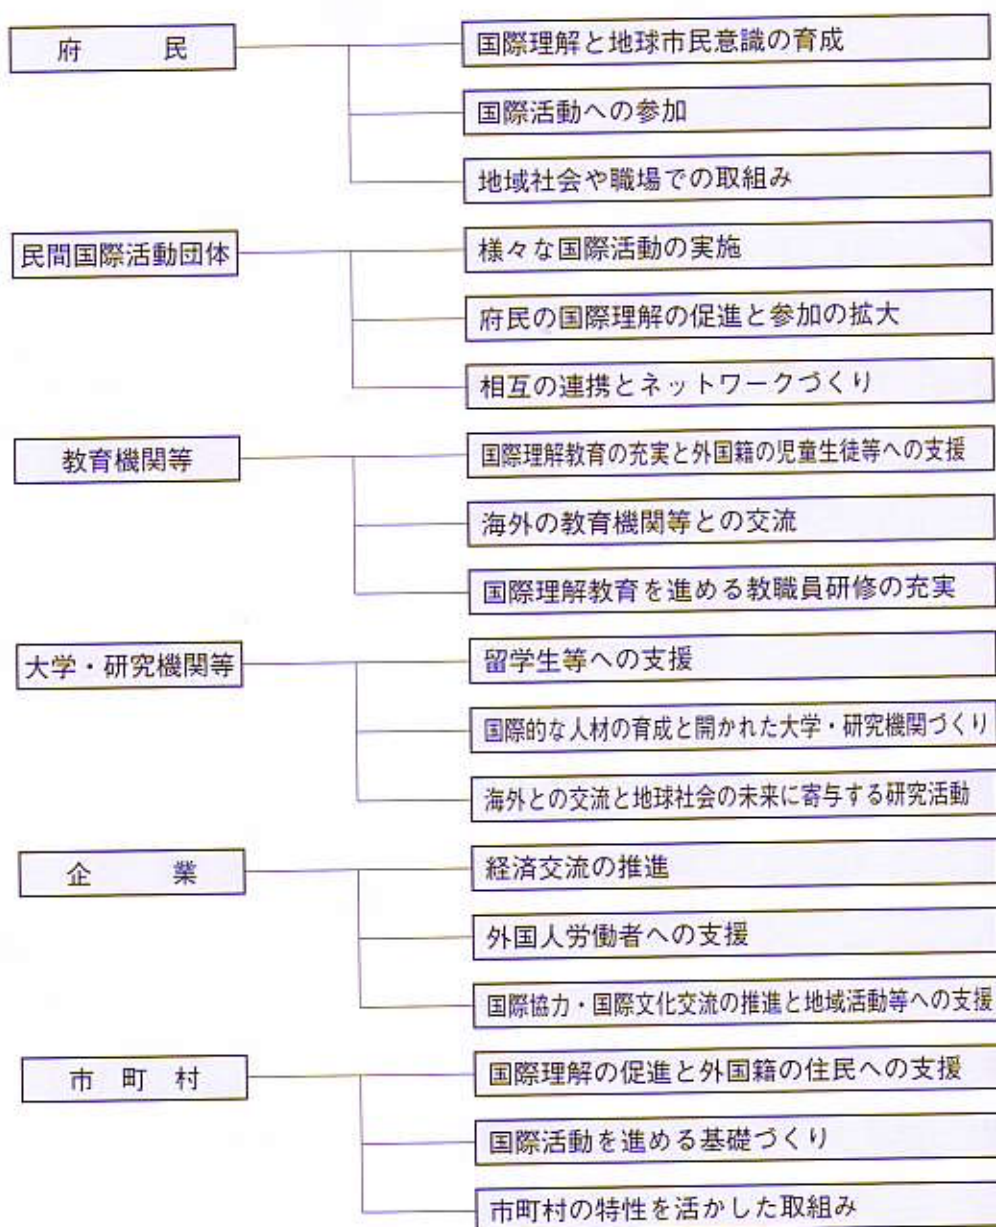 府　民
国際理解と地球市民意識の育成
国際活動への参加
地域社会や職場での取組み
民間国際活動団体
様々な国際活動の実施
府民の国際理解の促進と参加の拡大
相互の連携とネットワークづくり
教育機関等
国際理解教育の充実と外国籍の児童生徒等への支援
海外の教育機関等との交流
国際理解教育を進める教職員研修の充実
大学・研究機関等
留学生等への支援
国際的な人材の育成と開かれた大学・研究機関づくり
海外との交流と地球社会の未来に寄与する研究活動
企　業
経済交流の推進
外国人労働者への支援
国際協力・国際文化交流の推進と地域活動等への支援
市　町　村
国際理解の促進と外国籍の住民への支援
国際活動を進める基礎づくり
市町村の特性を活かした取組み